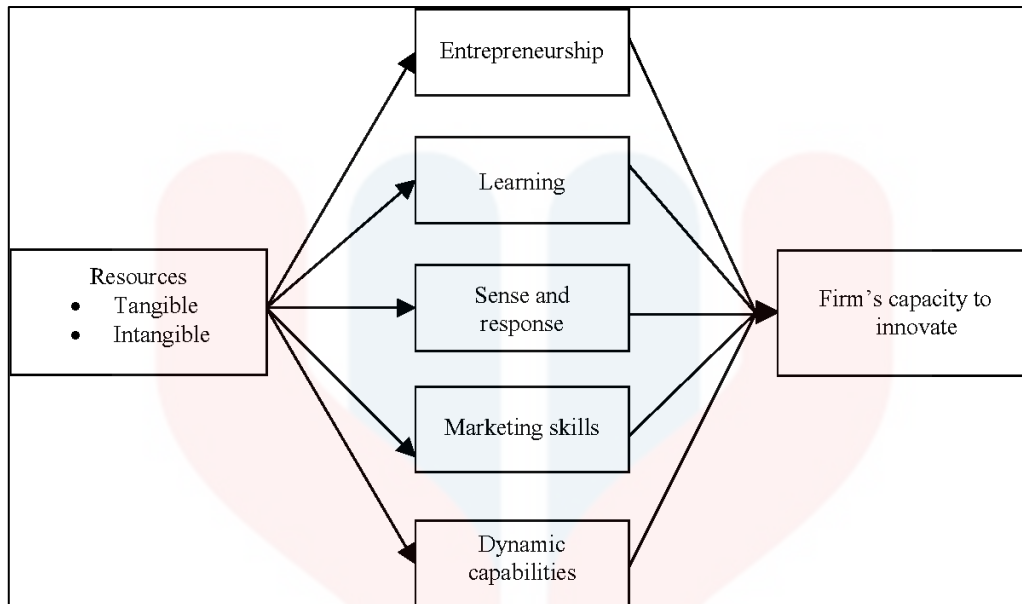 Entrepreneurship
Learning
Resources
• Tangible
• Intangible
Sense and
response
Firm's capacity to
innovate
Marketing skills
Dynamic
capabilities